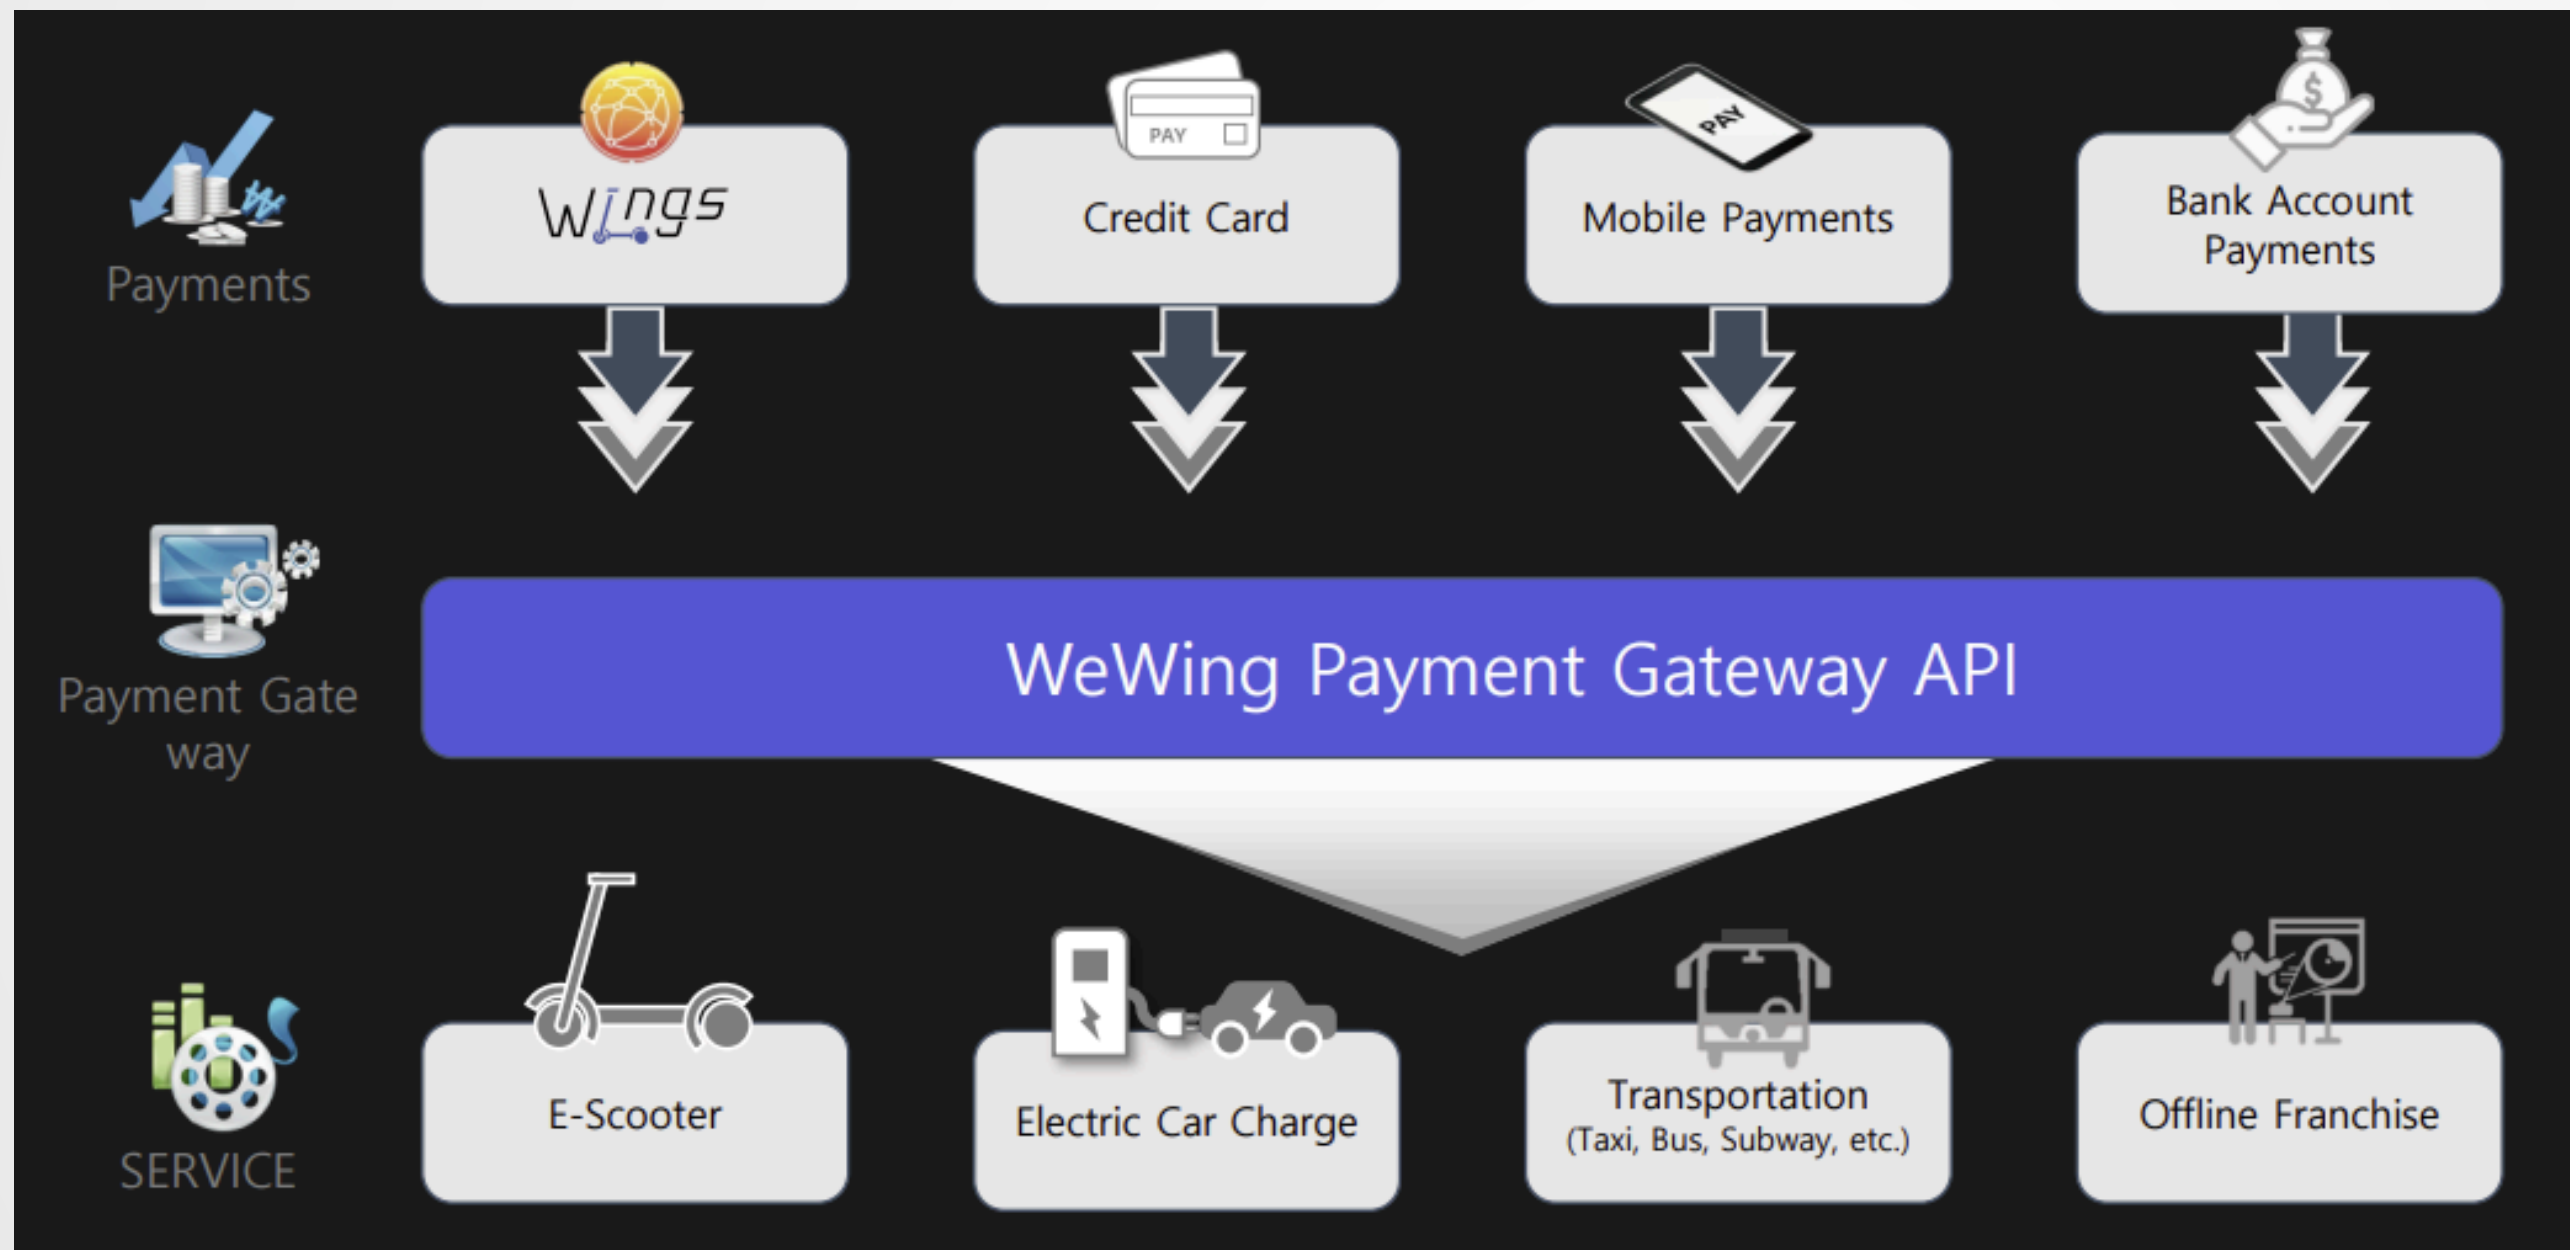 Payments
Wings
PAY
Credit Card
PAY
Mobile Payments
$
Bank Account
Payments
Payment Gate
way
WeWing Payment Gateway API
SERVICE
E-Scooter
Electric Car Charge
Transportation
(Taxi, Bus, Subway, etc.)
Offline Franchise